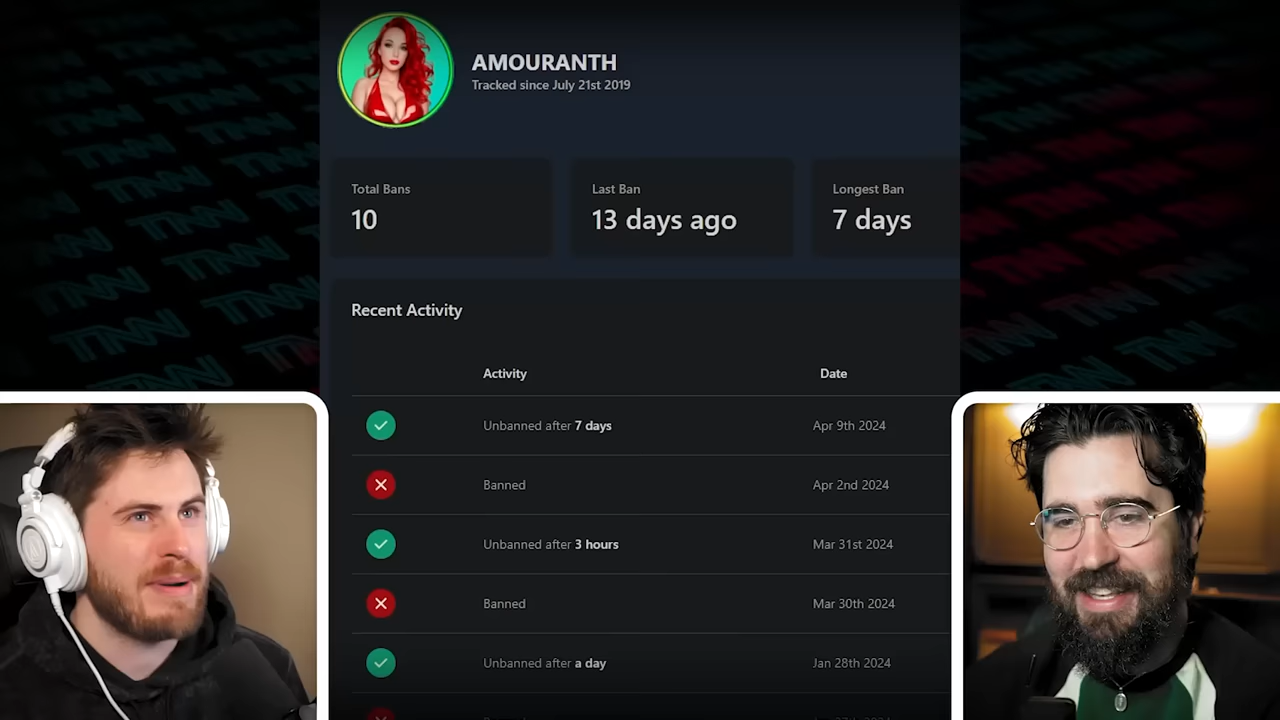 AMOURANTH
Tracked since July 21st 2019
Total Bans
10
Last Ban
13 days ago
Longest Ban
7 days
Recent Activity
Activity Date
Unbanned after 7 days Apr 9th 2024
Banned Apr 2nd 2024
Unbanned after 3 hours Mar 31st 2024
Banned Mar 30th 2024
Unbanned after a day Jan 28th 2024